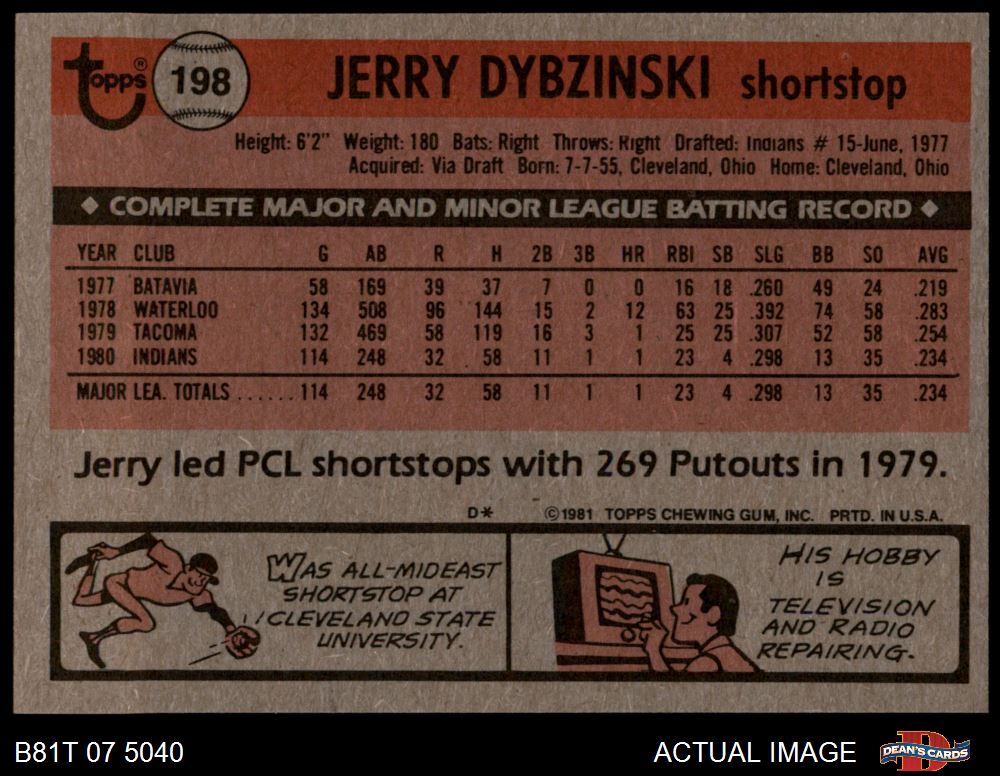 topps® 198 JERRY DYBZINSKI shortstop
Height: 6'2" Weight: 180 Bats: Right Throws: Right Drafted: Indians # 15-June, 1977
Acquired: Via Draft Born: 7-7-55, Cleveland, Ohio Home: Cleveland, Ohio
◆ COMPLETE MAJOR AND MINOR LEAGUE BATTING RECORD ◆
YEAR CLUB G AB R H 2B 3B HR RBI SB SLG BB SO AVG
1977 BATAVIA 58 169 39 37 7 0 0 16 18 .260 49 24 .219
1978 WATERLOO 134 508 96 144 15 2 12 63 25 .392 74 58 .283
1979 TACOMA 132 469 58 119 16 3 1 25 25 .307 52 58 .254
1980 INDIANS 114 248 32 58 11 1 1 23 4 .298 13 35 .234
MAJOR LEA. TOTALS ...... 114 248 32 58 11 1 1 23 4 .298 13 35 .234
Jerry led PCL shortstops with 269 Putouts in 1979.
D* ©1981 TOPPS CHEWING GUM, INC. PRTD. IN U.S.A.
WAS ALL-MIDEAST
SHORTSTOP AT
CLEVELAND STATE
UNIVERSITY.
HIS HOBBY
IS
TELEVISION
AND RADIO
REPAIRING.
B81T 07 5040 ACTUAL IMAGE D DEAN'S CARDS